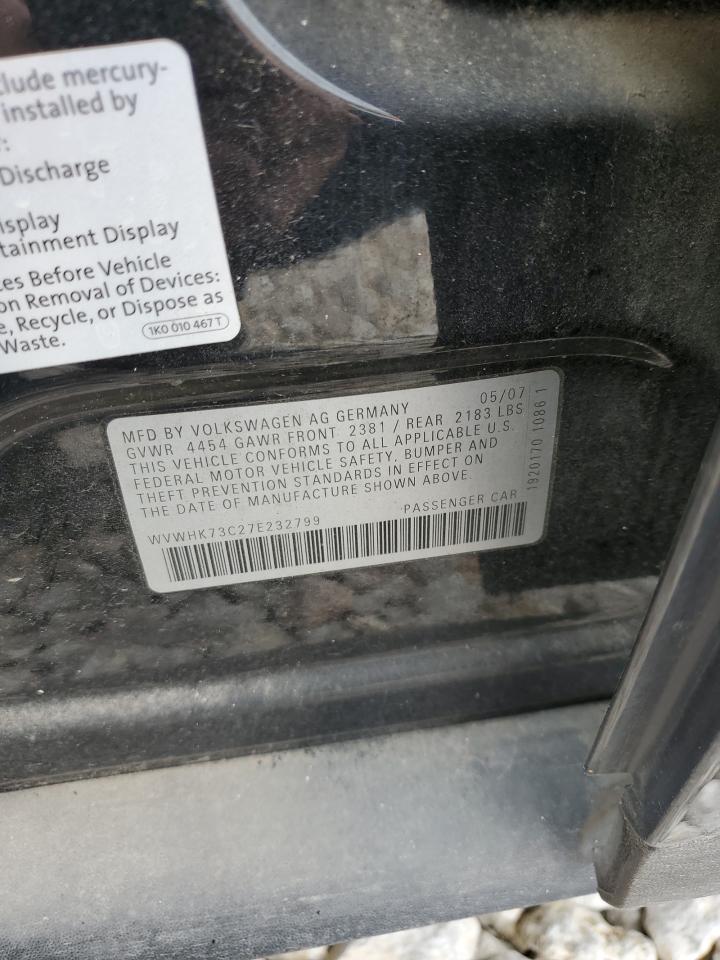 clude mercury-
installed by
Discharge
isplay
tainment Display
ces Before Vehicle
on Removal of Devices:
e, Recycle, or Dispose as
Waste.
1K0 010 467 T
MFD BY VOLKSWAGEN AG GERMANY 05/07
GVWR 4454 GAWR FRONT 2381 / REAR 2183 LBS
THIS VEHICLE CONFORMS TO ALL APPLICABLE U.S.
FEDERAL MOTOR VEHICLE SAFETY, BUMPER AND
THEFT PREVENTION STANDARDS IN EFFECT ON
THE DATE OF MANUFACTURE SHOWN ABOVE.
WVWHK73C27E232799 PASSENGER CAR
1920170 1086 1